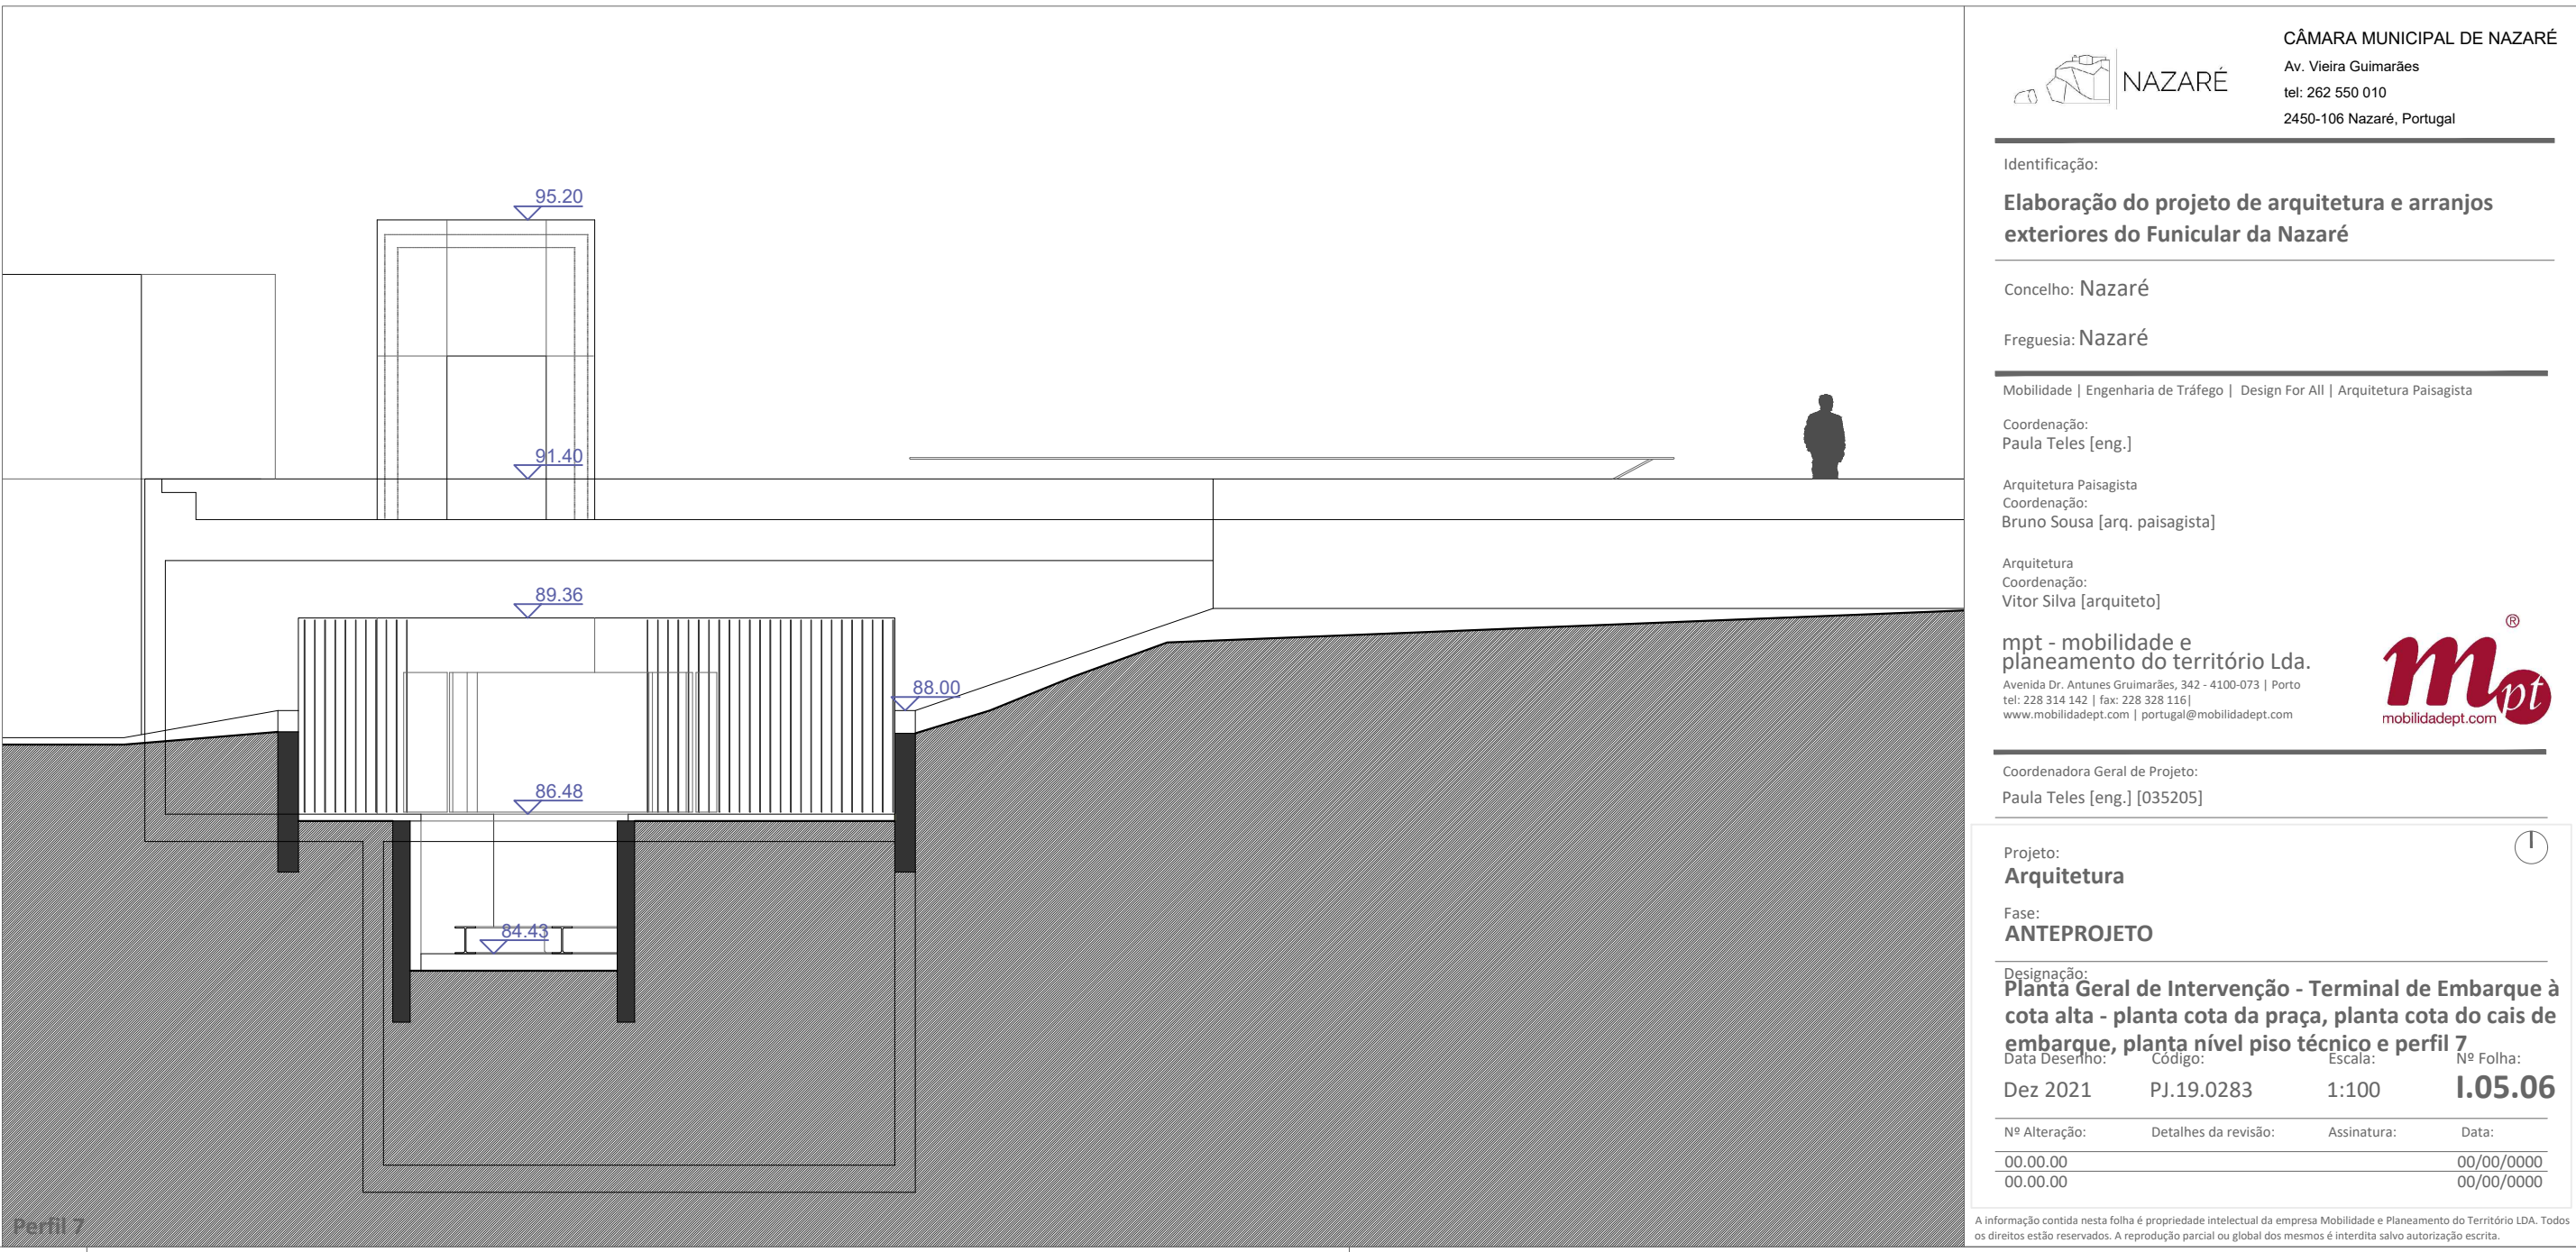 95.20
91.40
89.36
88.00
86.48
84.43
Perfil 7
NAZARÉ
CÂMARA MUNICIPAL DE NAZARÉ
Av. Vieira Guimarães
tel: 262 550 010
2450-106 Nazaré, Portugal
Identificação:
Elaboração do projeto de arquitetura e arranjos
exteriores do Funicular da Nazaré
Concelho: Nazaré
Freguesia: Nazaré
Mobilidade | Engenharia de Tráfego | Design For All | Arquitetura Paisagista
Coordenação:
Paula Teles [eng.]
Arquitetura Paisagista
Coordenação:
Bruno Sousa [arq. paisagista]
Arquitetura
Coordenação:
Vitor Silva [arquiteto]
mpt - mobilidade e
planeamento do território Lda.
Avenida Dr. Antunes Gruimarães, 342 - 4100-073 | Porto
tel: 228 314 142 | fax: 228 328 116|
www.mobilidadept.com | portugal@mobilidadept.com
®
mpt
mobilidadept.com
Coordenadora Geral de Projeto:
Paula Teles [eng.] [035205]
Projeto:
Arquitetura
Fase:
ANTEPROJETO
Designação:
Planta Geral de Intervenção - Terminal de Embarque à
cota alta - planta cota da praça, planta cota do cais de
embarque, planta nível piso técnico e perfil 7
Data Desenho: Código: Escala: Nº Folha:
Dez 2021 PJ.19.0283 1:100 I.05.06
Nº Alteração: Detalhes da revisão: Assinatura: Data:
00.00.00 00/00/0000
00.00.00 00/00/0000
A informação contida nesta folha é propriedade intelectual da empresa Mobilidade e Planeamento do Território LDA. Todos
os direitos estão reservados. A reprodução parcial ou global dos mesmos é interdita salvo autorização escrita.